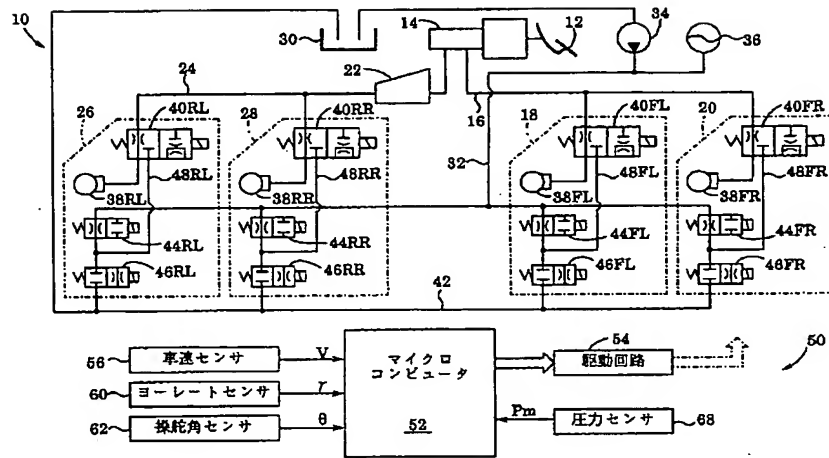 10
30
14
12
34
36
24
22
16
26
40RL
28
40RR
18
40FL
20
40FR
32
48RL
48RR
48FL
48FR
38RL
38RR
38FL
38FR
44RL
44RR
44FL
44FR
46RL
46RR
46FL
46FR
42
56
車速センサ
V
60
ヨーレートセンサ
r
62
操舵角センサ
θ
マイクロ
コンピュータ
52
54
駆動回路
50
Pm
圧力センサ
68